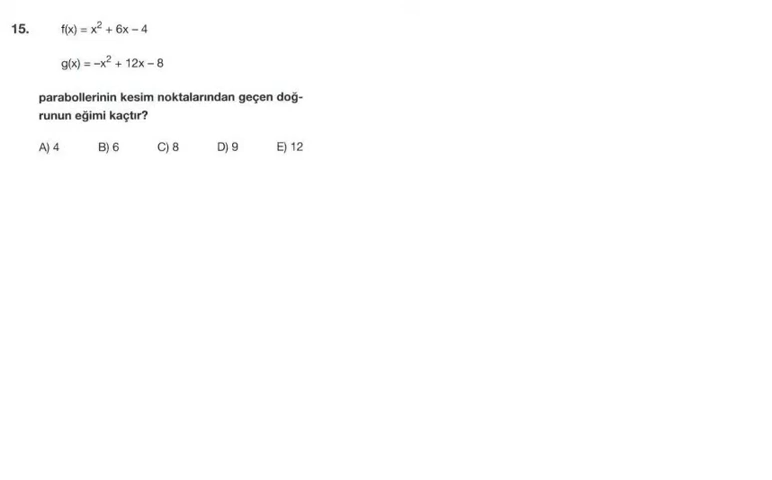 15. f(x) = x² + 6x – 4
g(x) = –x² + 12x – 8
parabollerinin kesim noktalarından geçen doğ-
runun eğimi kaçtır?
A) 4 B) 6 C) 8 D) 9 E) 12